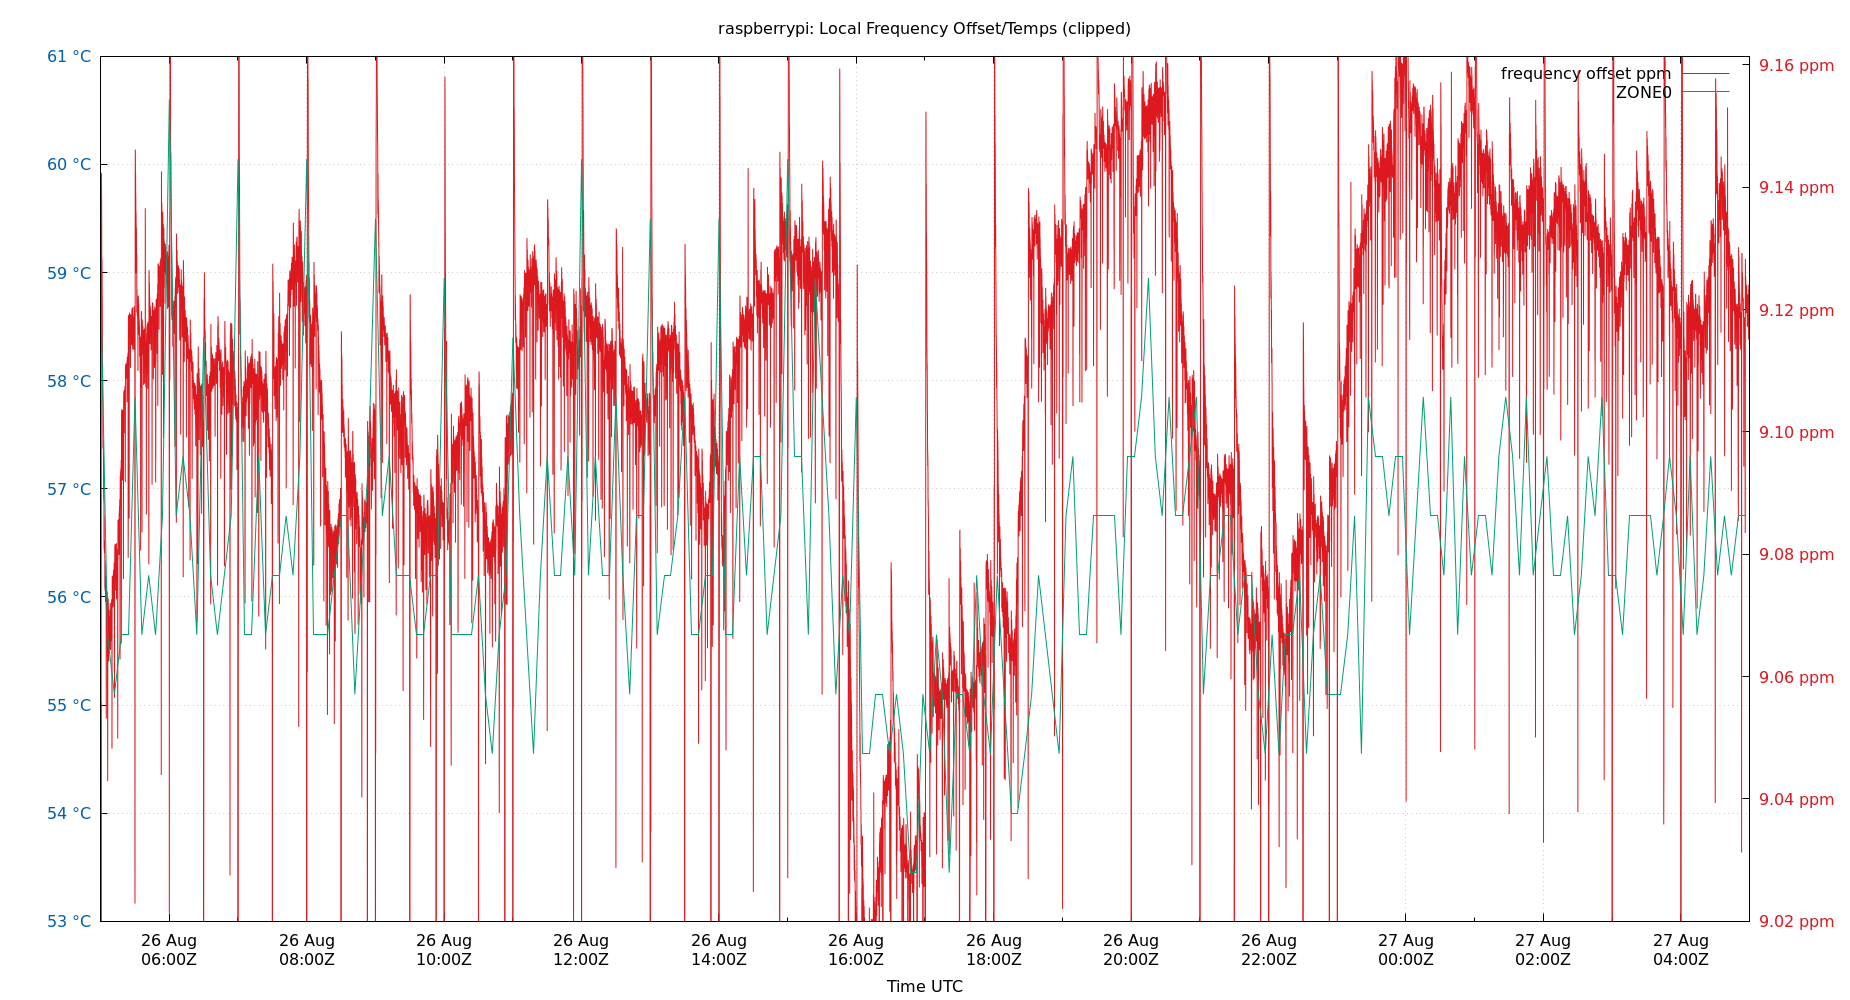 raspberrypi: Local Frequency Offset/Temps (clipped)
61 °C
60 °C
59 °C
58 °C
57 °C
56 °C
55 °C
54 °C
53 °C
9.16 ppm
9.14 ppm
9.12 ppm
9.10 ppm
9.08 ppm
9.06 ppm
9.04 ppm
9.02 ppm
frequency offset ppm
ZONE0
26 Aug
06:00Z
26 Aug
08:00Z
26 Aug
10:00Z
26 Aug
12:00Z
26 Aug
14:00Z
26 Aug
16:00Z
26 Aug
18:00Z
26 Aug
20:00Z
26 Aug
22:00Z
27 Aug
00:00Z
27 Aug
02:00Z
27 Aug
04:00Z
Time UTC